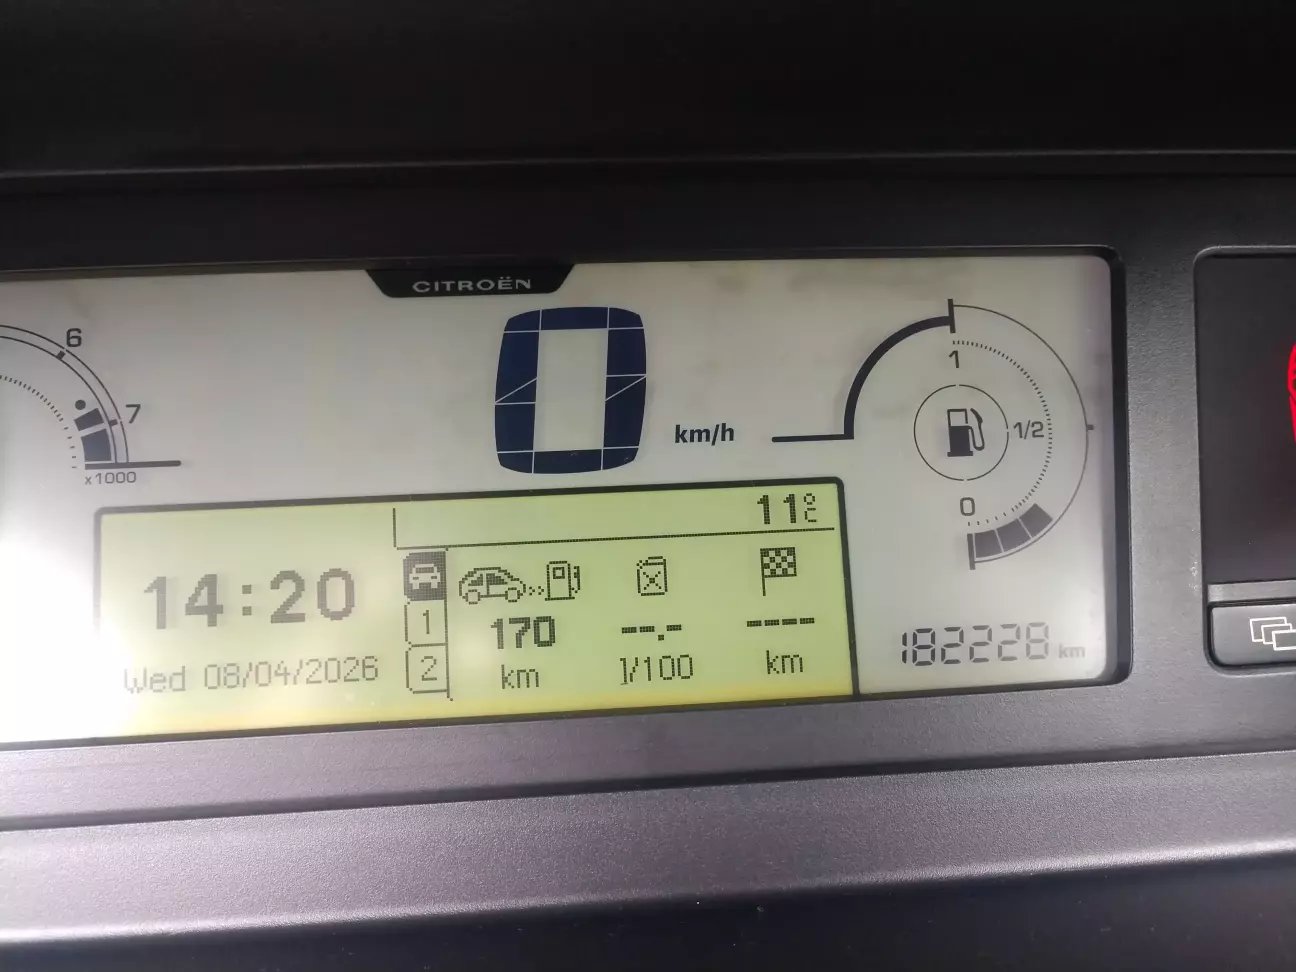 CITROËN
6
7
x1000
0
km/h
1
1/2
0
11°C
14:20
Wed 08/04/2026
1
2
170
km
--.-
l/100
----
km
182228 km